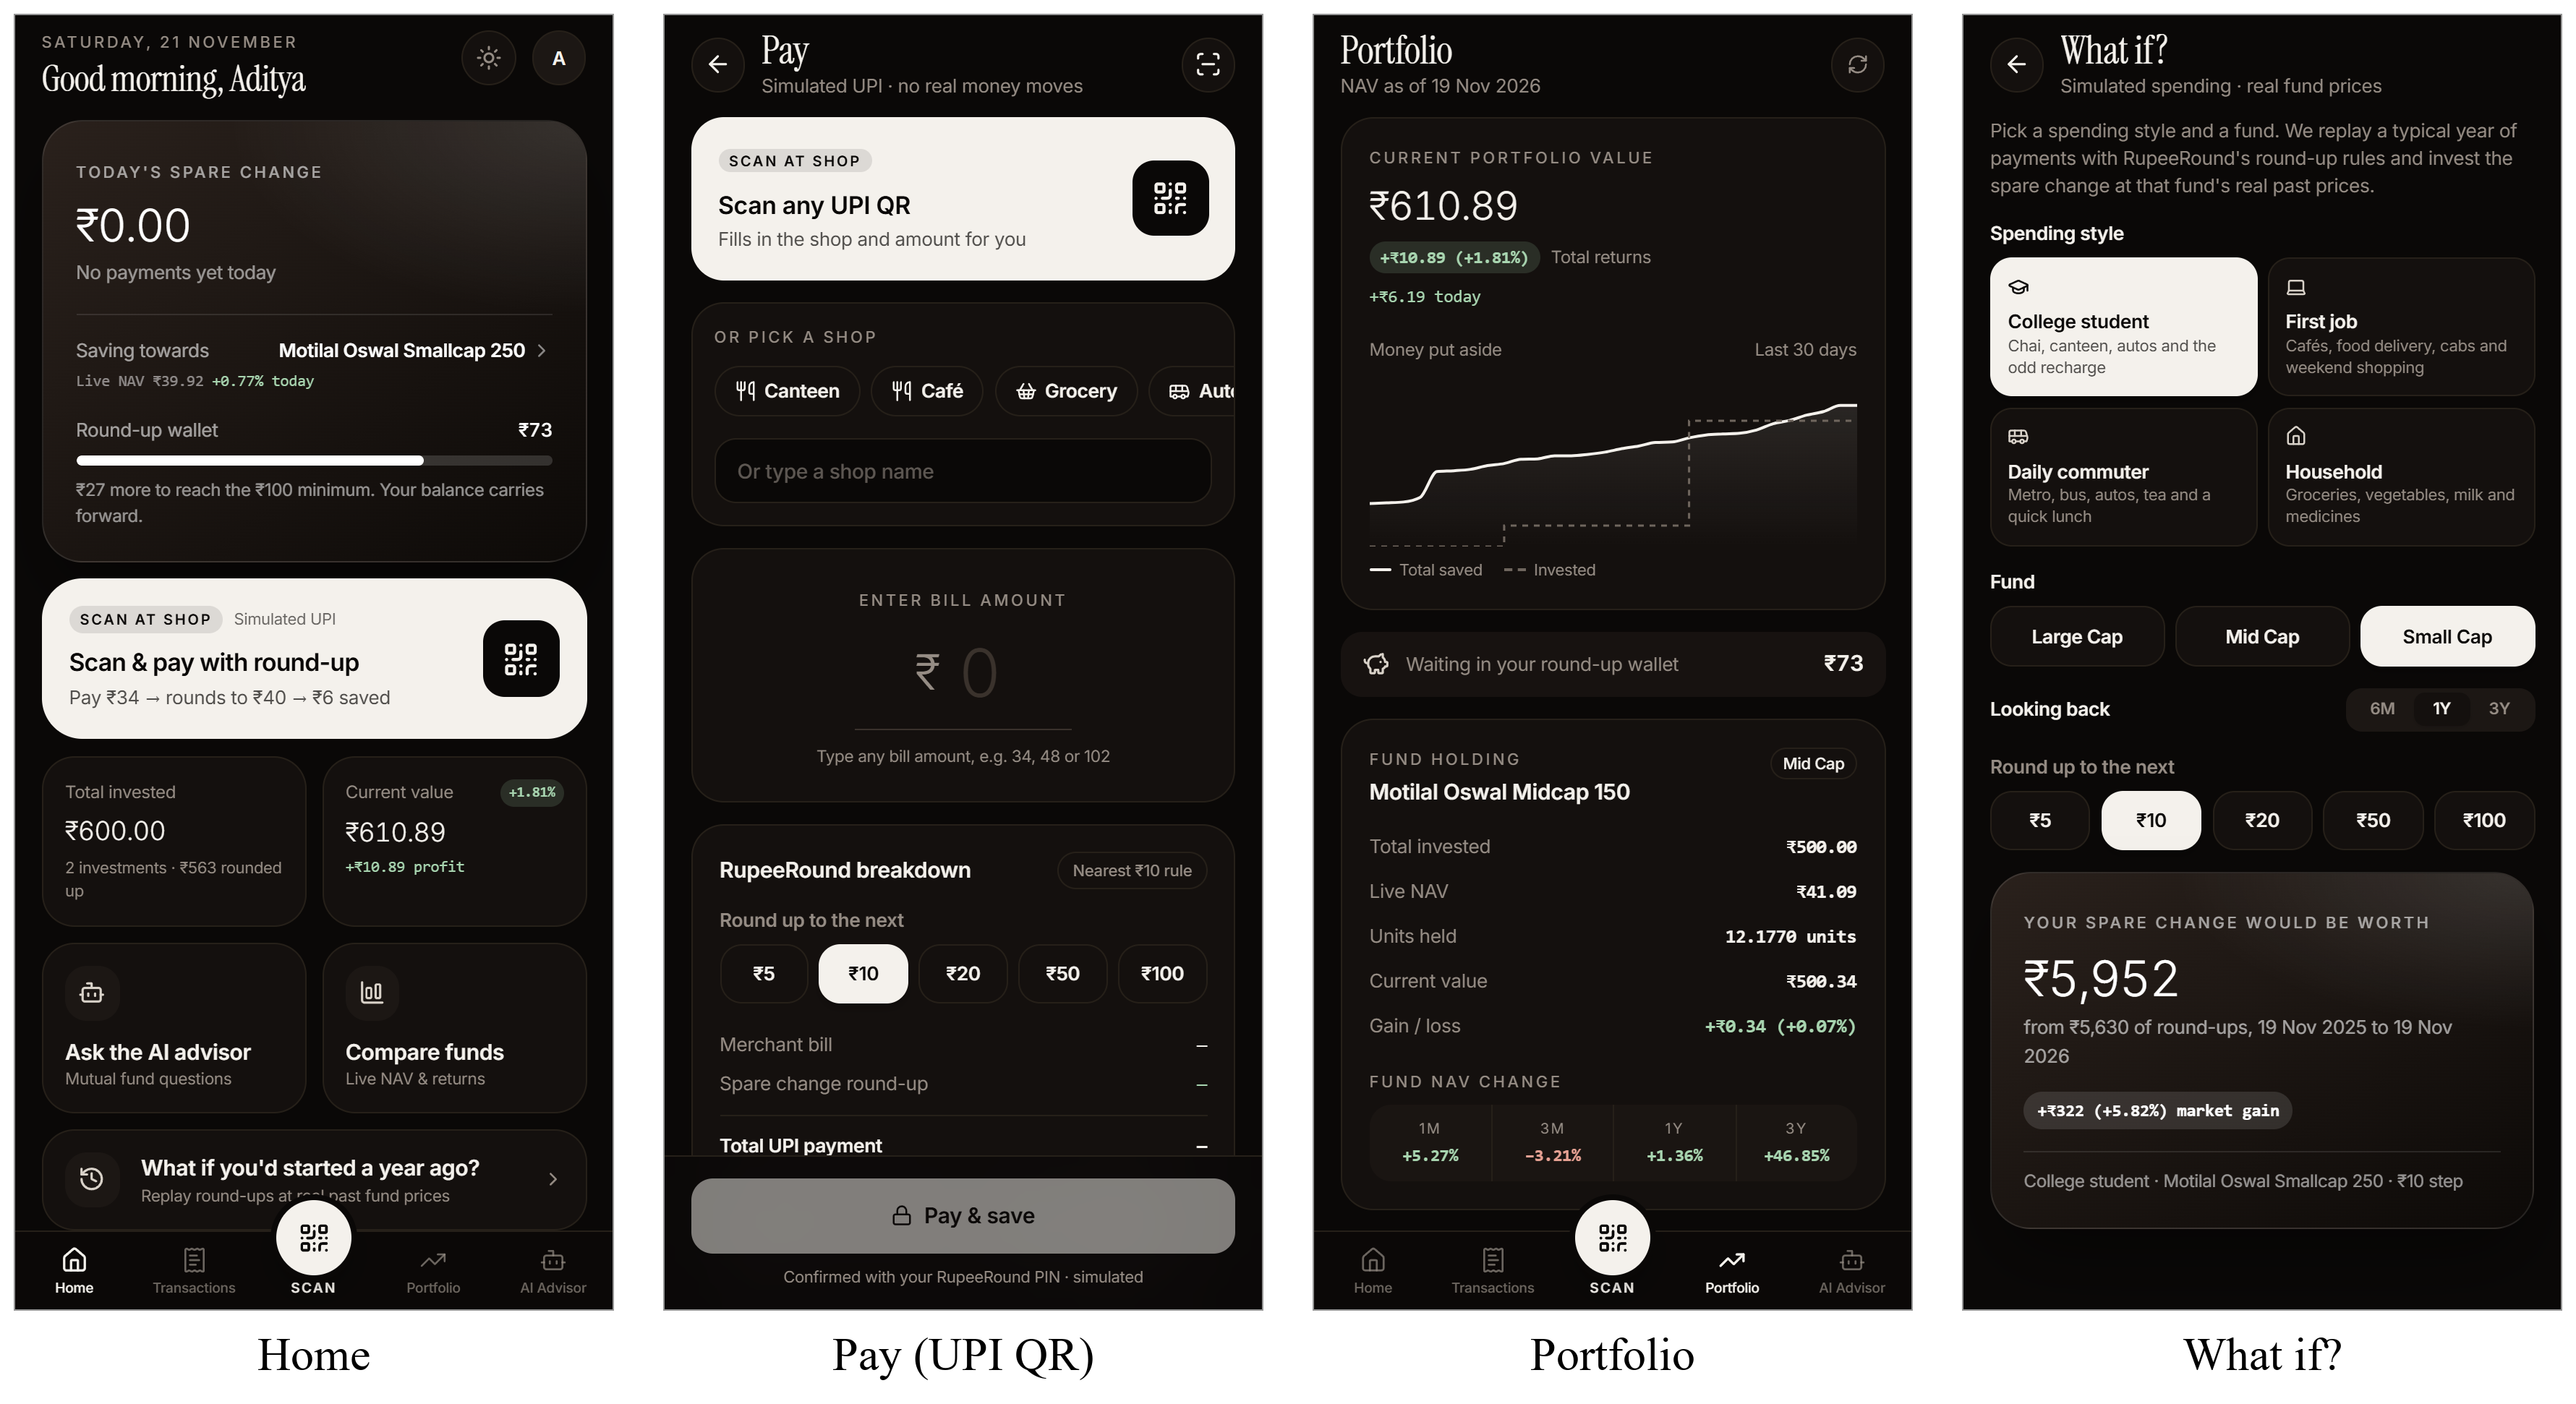 SATURDAY, 21 NOVEMBER
Good morning, Aditya
A
TODAY'S SPARE CHANGE
₹0.00
No payments yet today
Saving towards Motilal Oswal Smallcap 250
Live NAV ₹39.92 +0.77% today
Round-up wallet ₹73
₹27 more to reach the ₹100 minimum. Your balance carries
forward.
SCAN AT SHOP Simulated UPI
Scan & pay with round-up
Pay ₹34 → rounds to ₹40 → ₹6 saved
Total invested
₹600.00
2 investments · ₹563 rounded
up
Current value +1.81%
₹610.89
+₹10.89 profit
Ask the AI advisor
Mutual fund questions
Compare funds
Live NAV & returns
What if you'd started a year ago?
Replay round-ups at real past fund prices
Home Transactions SCAN Portfolio AI Advisor
Home
Pay
Simulated UPI · no real money moves
SCAN AT SHOP
Scan any UPI QR
Fills in the shop and amount for you
OR PICK A SHOP
Canteen Café Grocery Auto
Or type a shop name
ENTER BILL AMOUNT
₹ 0
Type any bill amount, e.g. 34, 48 or 102
RupeeRound breakdown Nearest ₹10 rule
Round up to the next
₹5 ₹10 ₹20 ₹50 ₹100
Merchant bill –
Spare change round-up –
Total UPI payment –
Pay & save
Confirmed with your RupeeRound PIN · simulated
Pay (UPI QR)
Portfolio
NAV as of 19 Nov 2026
CURRENT PORTFOLIO VALUE
₹610.89
+₹10.89 (+1.81%) Total returns
+₹6.19 today
Money put aside Last 30 days
Total saved Invested
Waiting in your round-up wallet ₹73
FUND HOLDING Mid Cap
Motilal Oswal Midcap 150
Total invested ₹500.00
Live NAV ₹41.09
Units held 12.1770 units
Current value ₹500.34
Gain / loss +₹0.34 (+0.07%)
FUND NAV CHANGE
1M 3M 1Y 3Y
+5.27% −3.21% +1.36% +46.85%
Home Transactions SCAN Portfolio AI Advisor
Portfolio
What if?
Simulated spending · real fund prices
Pick a spending style and a fund. We replay a typical year of
payments with RupeeRound's round-up rules and invest the
spare change at that fund's real past prices.
Spending style
College student
Chai, canteen, autos and the
odd recharge
First job
Cafés, food delivery, cabs and
weekend shopping
Daily commuter
Metro, bus, autos, tea and a
quick lunch
Household
Groceries, vegetables, milk and
medicines
Fund
Large Cap Mid Cap Small Cap
Looking back 6M 1Y 3Y
Round up to the next
₹5 ₹10 ₹20 ₹50 ₹100
YOUR SPARE CHANGE WOULD BE WORTH
₹5,952
from ₹5,630 of round-ups, 19 Nov 2025 to 19 Nov
2026
+₹322 (+5.82%) market gain
College student · Motilal Oswal Smallcap 250 · ₹10 step
What if?